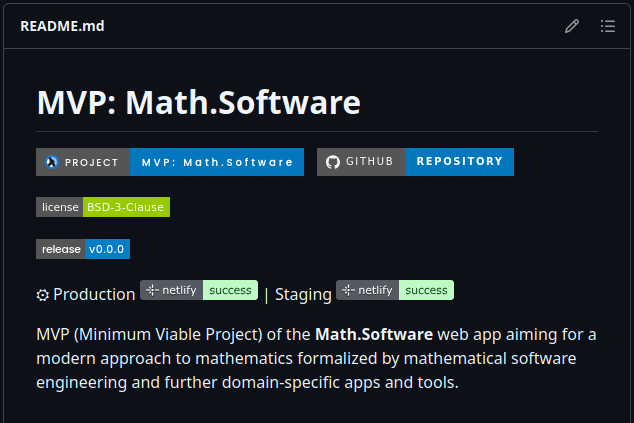 README.md
MVP: Math.Software
PROJECT MVP: Math.Software GITHUB REPOSITORY
license BSD-3-Clause
release v0.0.0
Production netlify success | Staging netlify success
MVP (Minimum Viable Project) of the Math.Software web app aiming for a
modern approach to mathematics formalized by mathematical software
engineering and further domain-specific apps and tools.